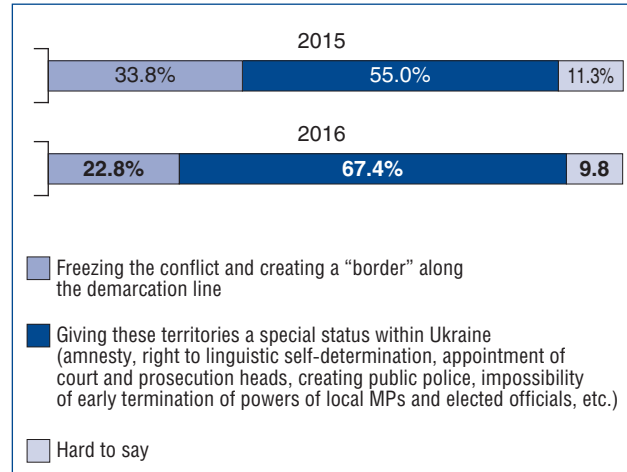 2015
33.8% 55.0% 11.3%
2016
22.8% 67.4% 9.8
Freezing the conflict and creating a “border” along
the demarcation line
Giving these territories a special status within Ukraine
(amnesty, right to linguistic self-determination, appointment of
court and prosecution heads, creating public police, impossibility
of early termination of powers of local MPs and elected officials, etc.)
Hard to say